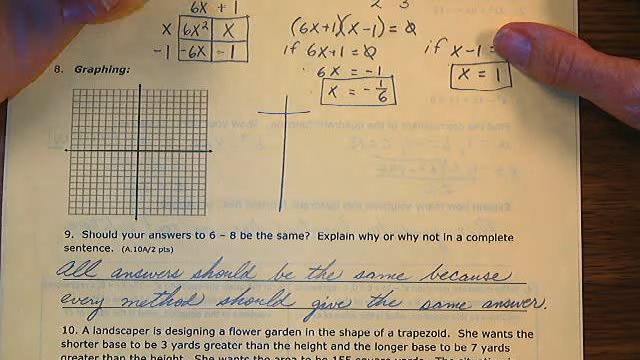 6x + 1
x 6x² x
-1 -6x -1
(6x+1)(x-1) = 0
if 6x+1 = 0
6x = -1
x = -1/6
if x-1 =
x = 1
8. Graphing:
9. Should your answers to 6 – 8 be the same? Explain why or why not in a complete
sentence. (A.10A/2 pts)
All answers should be the same because
every method should give the same answer.
10. A landscaper is designing a flower garden in the shape of a trapezoid. She wants the
shorter base to be 3 yards greater than the height and the longer base to be 7 yards
greater than the height. She wants the area to be 155 square yards. The